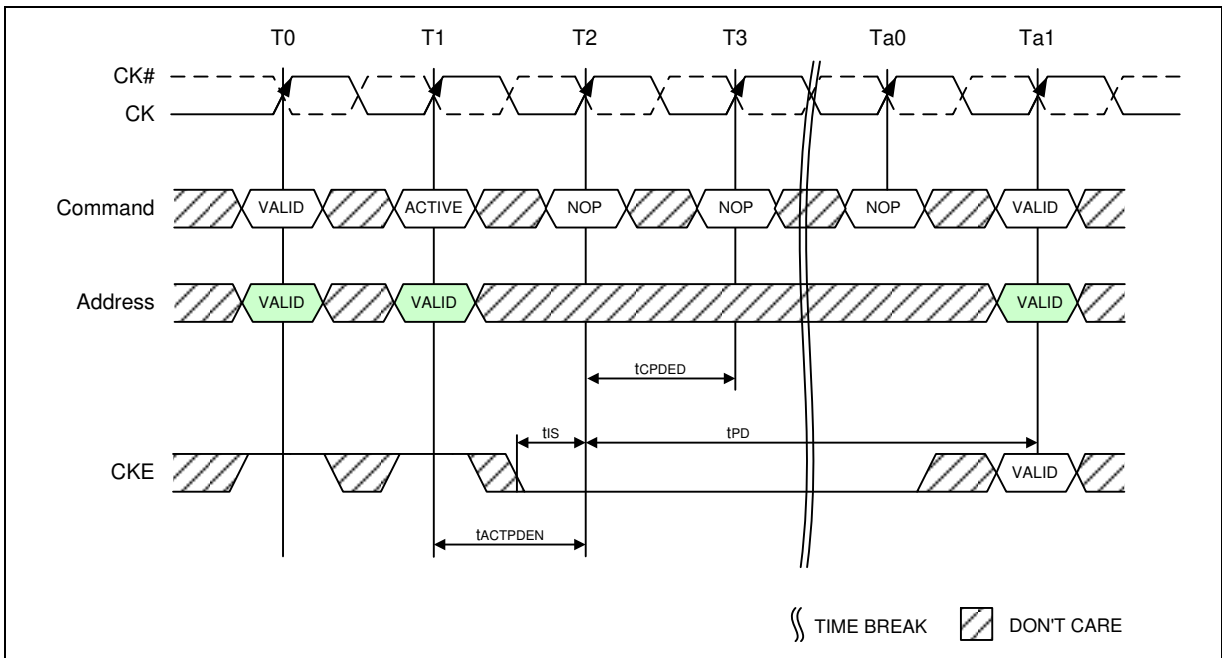 T0 T1 T2 T3 Ta0 Ta1
CK#
CK
Command VALID ACTIVE NOP NOP NOP VALID
Address VALID VALID VALID
tCPDED
tIS tPD
CKE VALID
tACTPDEN
TIME BREAK DON'T CARE